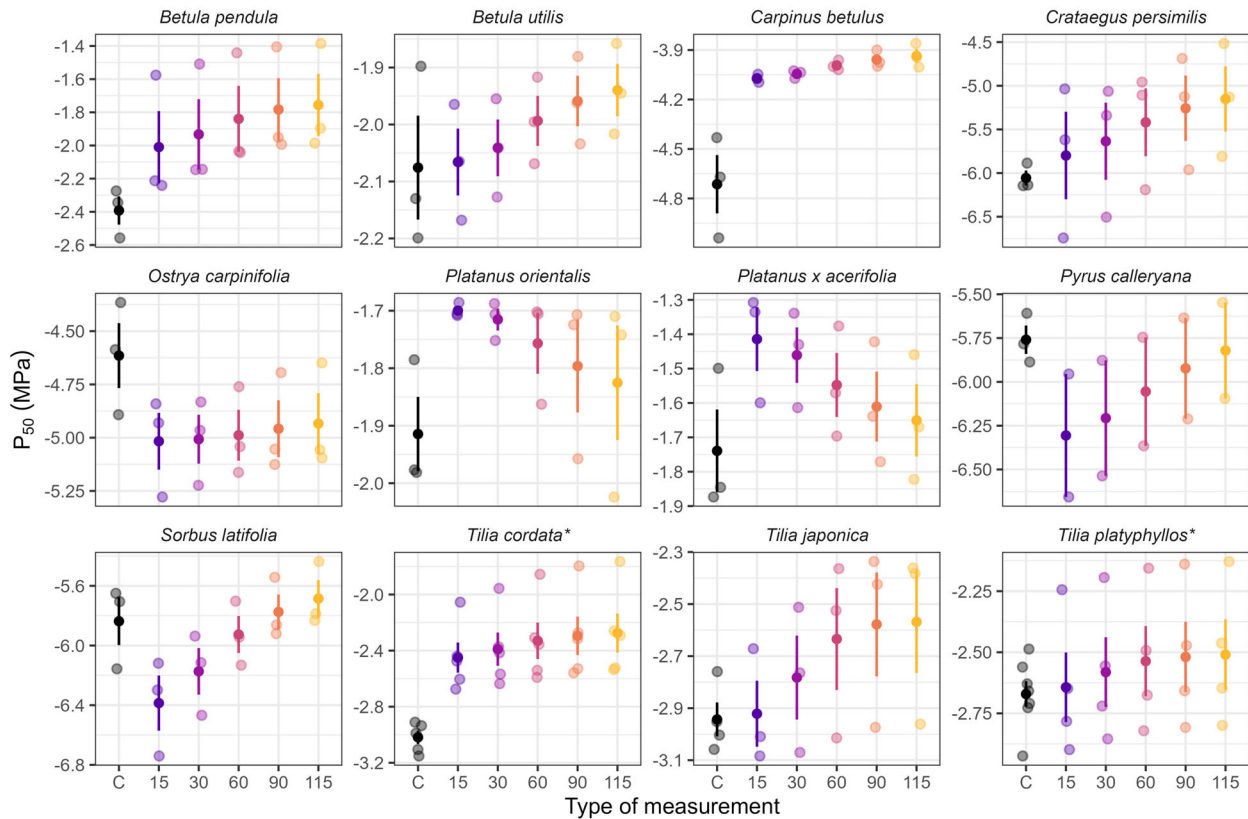 Betula pendula Betula utilis Carpinus betulus Crataegus persimilis
-1.4 -1.6 -1.8 -2.0 -2.2 -2.4 -2.6
-1.9 -2.0 -2.1 -2.2
-3.9 -4.2 -4.5 -4.8
-4.5 -5.0 -5.5 -6.0 -6.5
Ostrya carpinifolia Platanus orientalis Platanus x acerifolia Pyrus calleryana
-4.50 -4.75 -5.00 -5.25
-1.7 -1.8 -1.9 -2.0
-1.3 -1.4 -1.5 -1.6 -1.7 -1.8 -1.9
-5.50 -5.75 -6.00 -6.25 -6.50
P50 (MPa)
Sorbus latifolia Tilia cordata* Tilia japonica Tilia platyphyllos*
-5.6 -6.0 -6.4 -6.8
-2.0 -2.4 -2.8 -3.2
-2.3 -2.5 -2.7 -2.9 -3.1
-2.25 -2.50 -2.75
C 15 30 60 90 115 C 15 30 60 90 115 C 15 30 60 90 115 C 15 30 60 90 115
Type of measurement